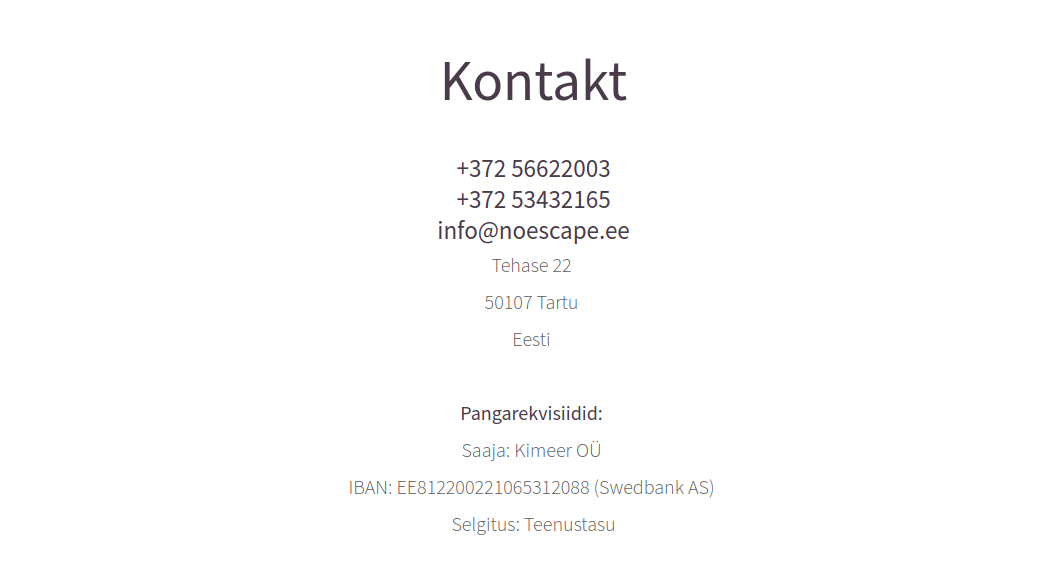 Kontakt
+372 56622003
+372 53432165
info@noescape.ee
Tehase 22
50107 Tartu
Eesti
Pangarekvisiidid:
Saaja: Kimeer OÜ
IBAN: EE812200221065312088 (Swedbank AS)
Selgitus: Teenustasu